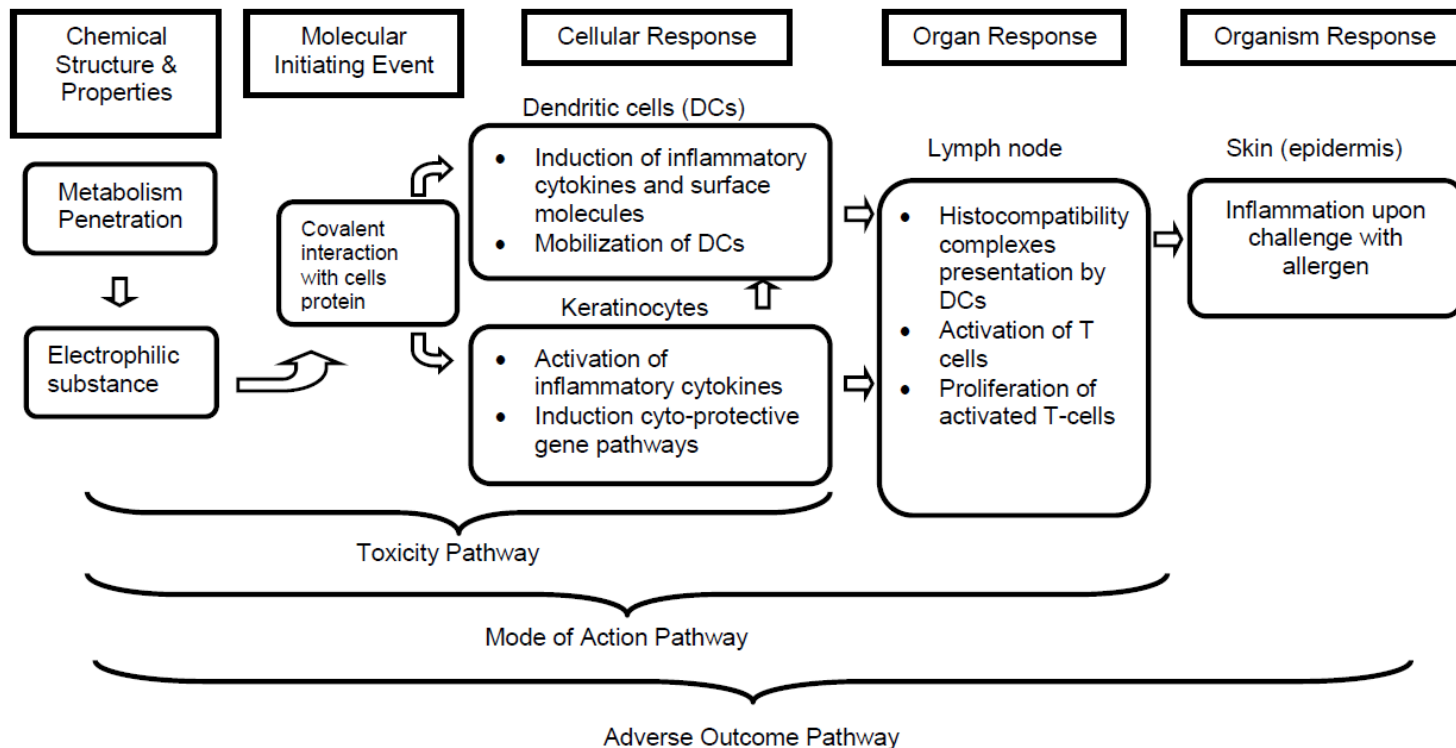 Chemical
Structure &
Properties
Molecular
Initiating Event
Cellular Response
Organ Response
Organism Response
Metabolism
Penetration
Electrophilic
substance
Covalent
interaction
with cells
protein
Dendritic cells (DCs)
• Induction of inflammatory
cytokines and surface
molecules
• Mobilization of DCs
Keratinocytes
• Activation of
inflammatory cytokines
• Induction cyto-protective
gene pathways
Lymph node
• Histocompatibility
complexes
presentation by
DCs
• Activation of T
cells
• Proliferation of
activated T-cells
Skin (epidermis)
Inflammation upon
challenge with
allergen
Toxicity Pathway
Mode of Action Pathway
Adverse Outcome Pathway